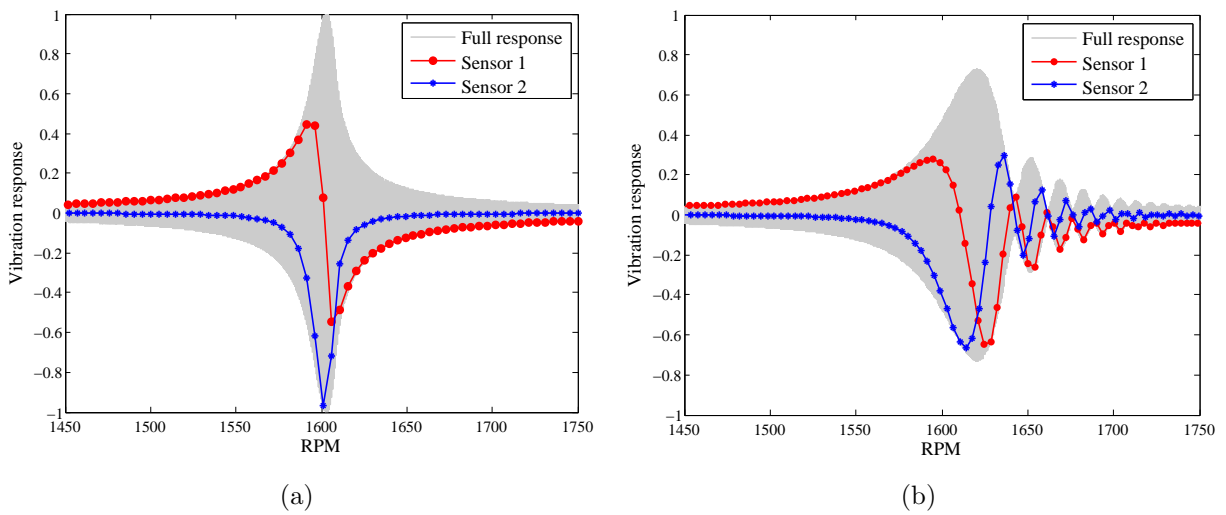 Full response
Sensor 1
Sensor 2
1
0.8
0.6
0.4
0.2
0
−0.2
−0.4
−0.6
−0.8
−1
Vibration response
1450 1500 1550 1600 1650 1700 1750
RPM
(a)
Full response
Sensor 1
Sensor 2
1
0.8
0.6
0.4
0.2
0
−0.2
−0.4
−0.6
−0.8
−1
Vibration response
1450 1500 1550 1600 1650 1700 1750
RPM
(b)